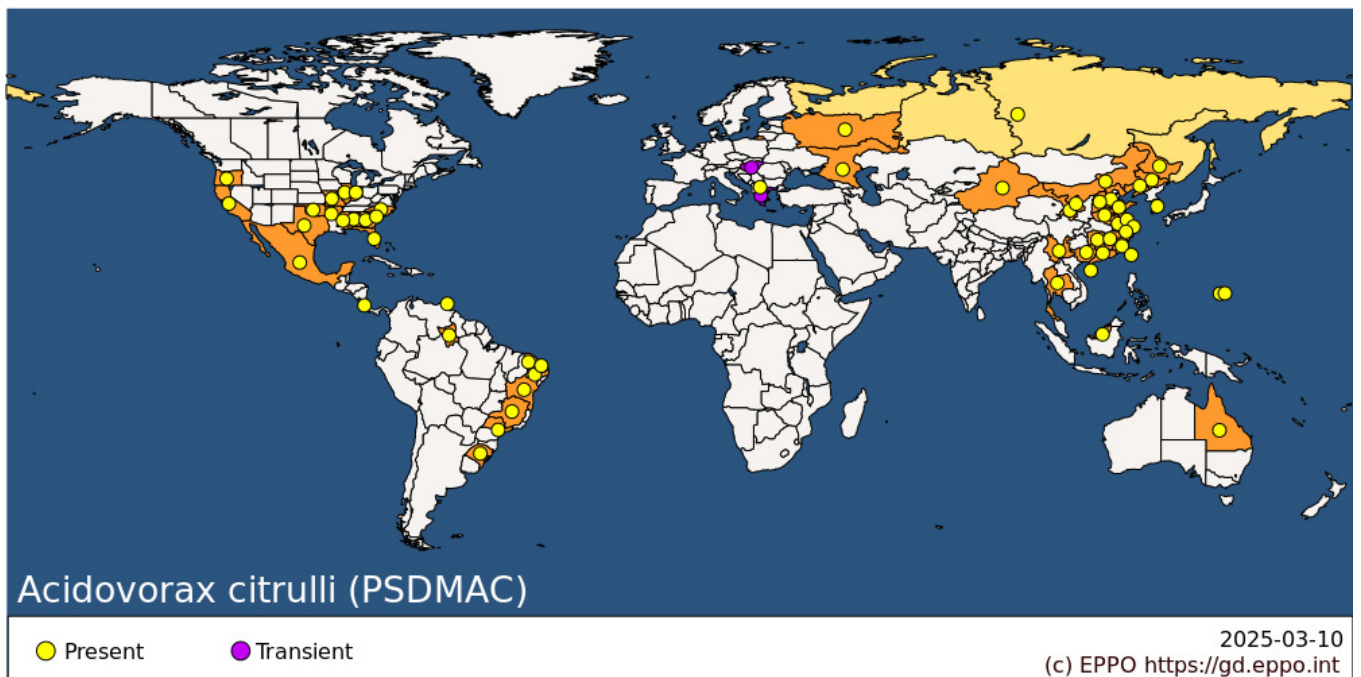 Acidovorax citrulli (PSDMAC)
Present
Transient
2025-03-10
(c) EPPO https://gd.eppo.int